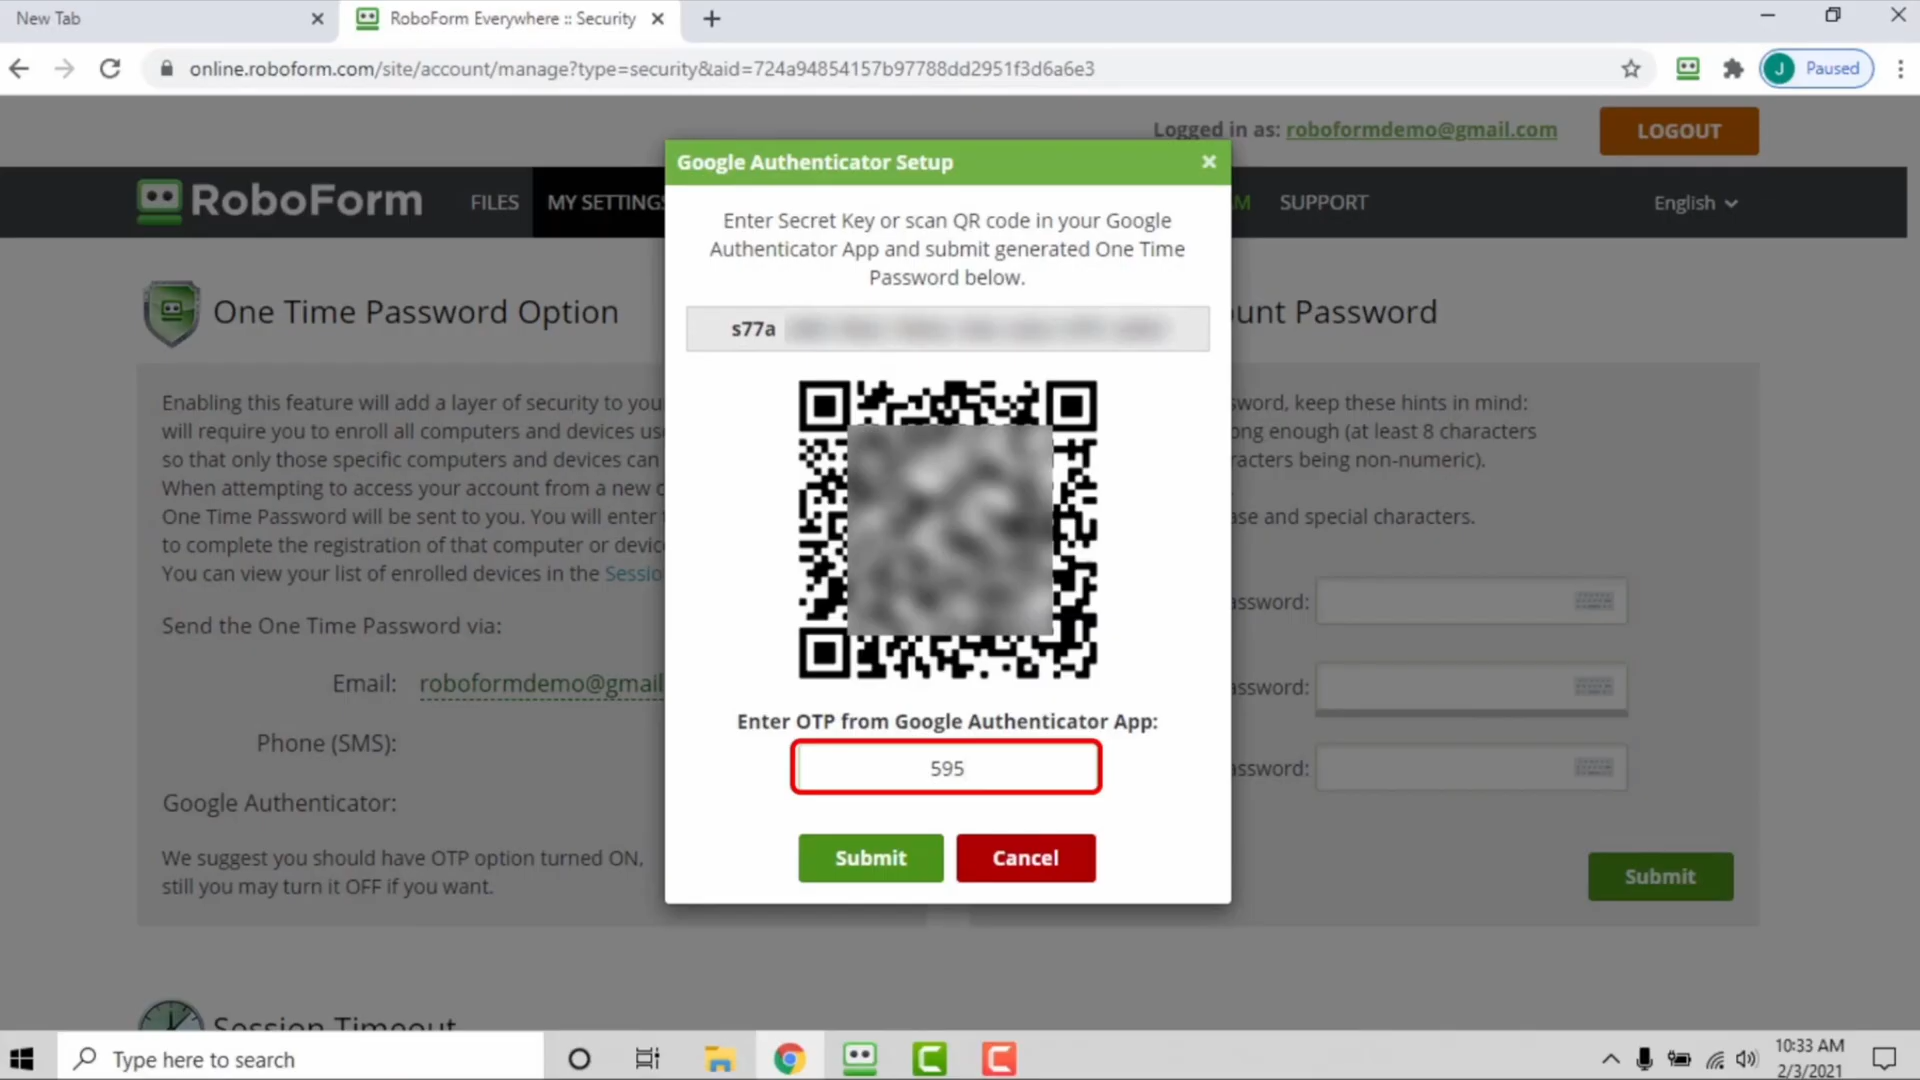 New Tab
RoboForm Everywhere :: Security
online.roboform.com/site/account/manage?type=security&aid=724a94854157b97788dd2951f3d6a6e3
J Paused
Logged in as: roboformdemo@gmail.com
LOGOUT
RoboForm
FILES
MY SETTINGS
SUPPORT
English
Google Authenticator Setup
Enter Secret Key or scan QR code in your Google
Authenticator App and submit generated One Time
Password below.
s77a
Enter OTP from Google Authenticator App:
595
Submit
Cancel
One Time Password Option
Enabling this feature will add a layer of security to you
will require you to enroll all computers and devices us
so that only those specific computers and devices can
When attempting to access your account from a new c
One Time Password will be sent to you. You will enter
to complete the registration of that computer or devic
You can view your list of enrolled devices in the Sessio
Send the One Time Password via:
Email: roboformdemo@gmail
Phone (SMS):
Google Authenticator:
We suggest you should have OTP option turned ON,
still you may turn it OFF if you want.
ount Password
sword, keep these hints in mind:
ong enough (at least 8 characters
racters being non-numeric).
ase and special characters.
assword:
assword:
assword:
Submit
Session Timeout
Type here to search
10:33 AM
2/3/2021